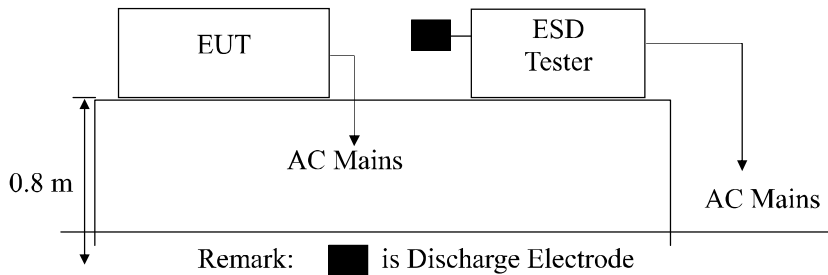 EUT
ESD
Tester
AC Mains
0.8 m
AC Mains
Remark: is Discharge Electrode